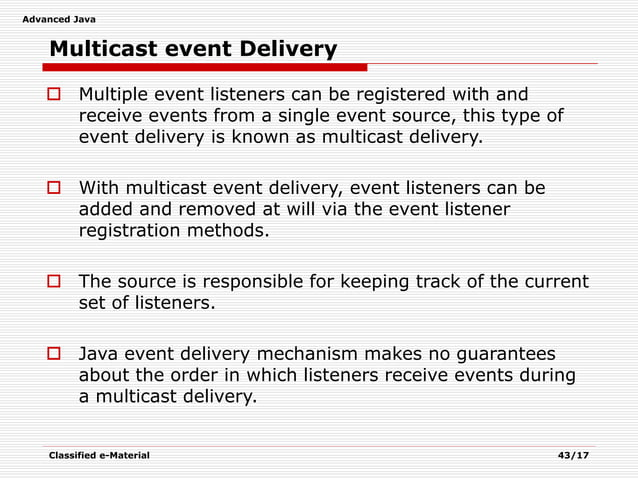 Advanced Java
Multicast event Delivery
Multiple event listeners can be registered with and
receive events from a single event source, this type of
event delivery is known as multicast delivery.
With multicast event delivery, event listeners can be
added and removed at will via the event listener
registration methods.
The source is responsible for keeping track of the current
set of listeners.
Java event delivery mechanism makes no guarantees
about the order in which listeners receive events during
a multicast delivery.
Classified e-Material 43/17